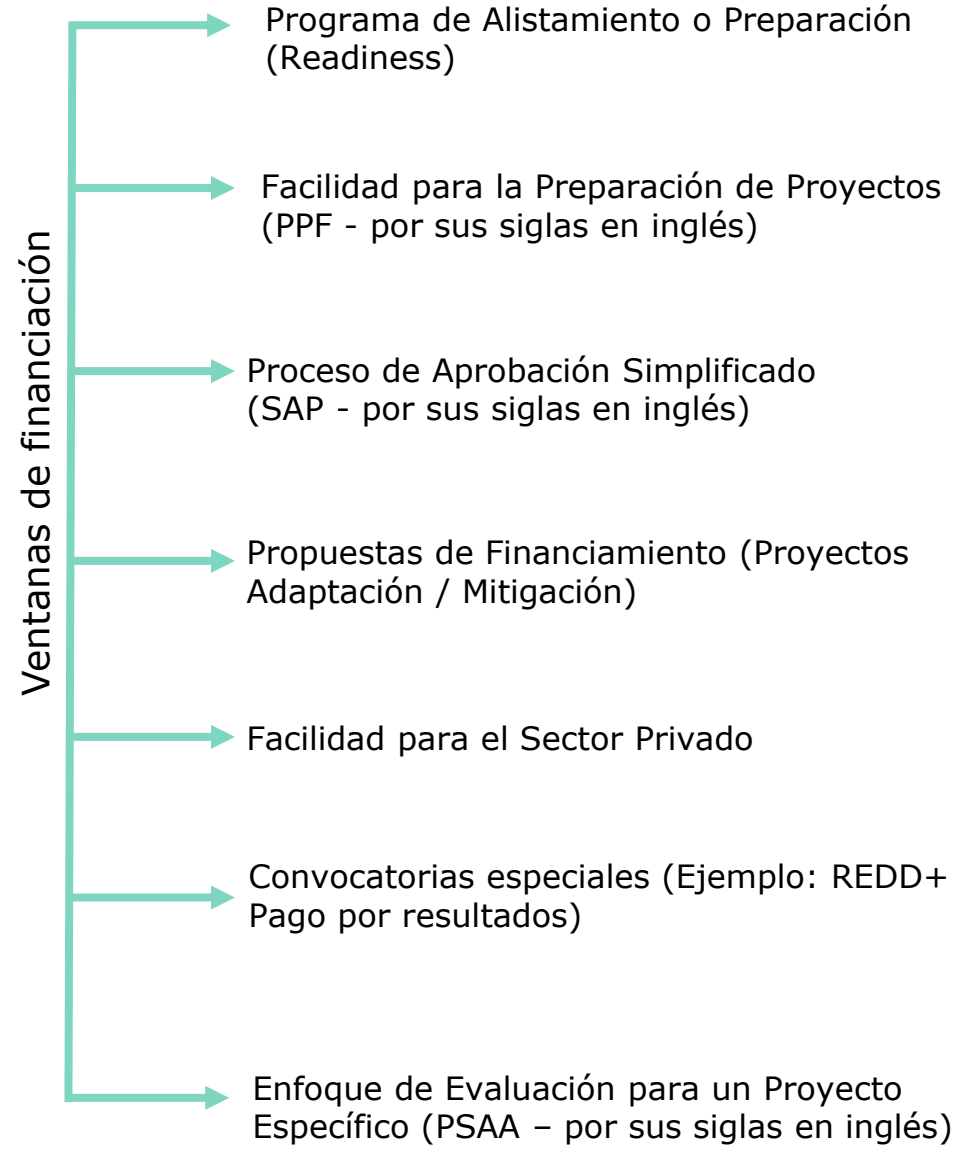 Ventanas de financiación
Programa de Alistamiento o Preparación
(Readiness)
Facilidad para la Preparación de Proyectos
(PPF - por sus siglas en inglés)
Proceso de Aprobación Simplificado
(SAP - por sus siglas en inglés)
Propuestas de Financiamiento (Proyectos
Adaptación / Mitigación)
Facilidad para el Sector Privado
Convocatorias especiales (Ejemplo: REDD+
Pago por resultados)
Enfoque de Evaluación para un Proyecto
Específico (PSAA – por sus siglas en inglés)